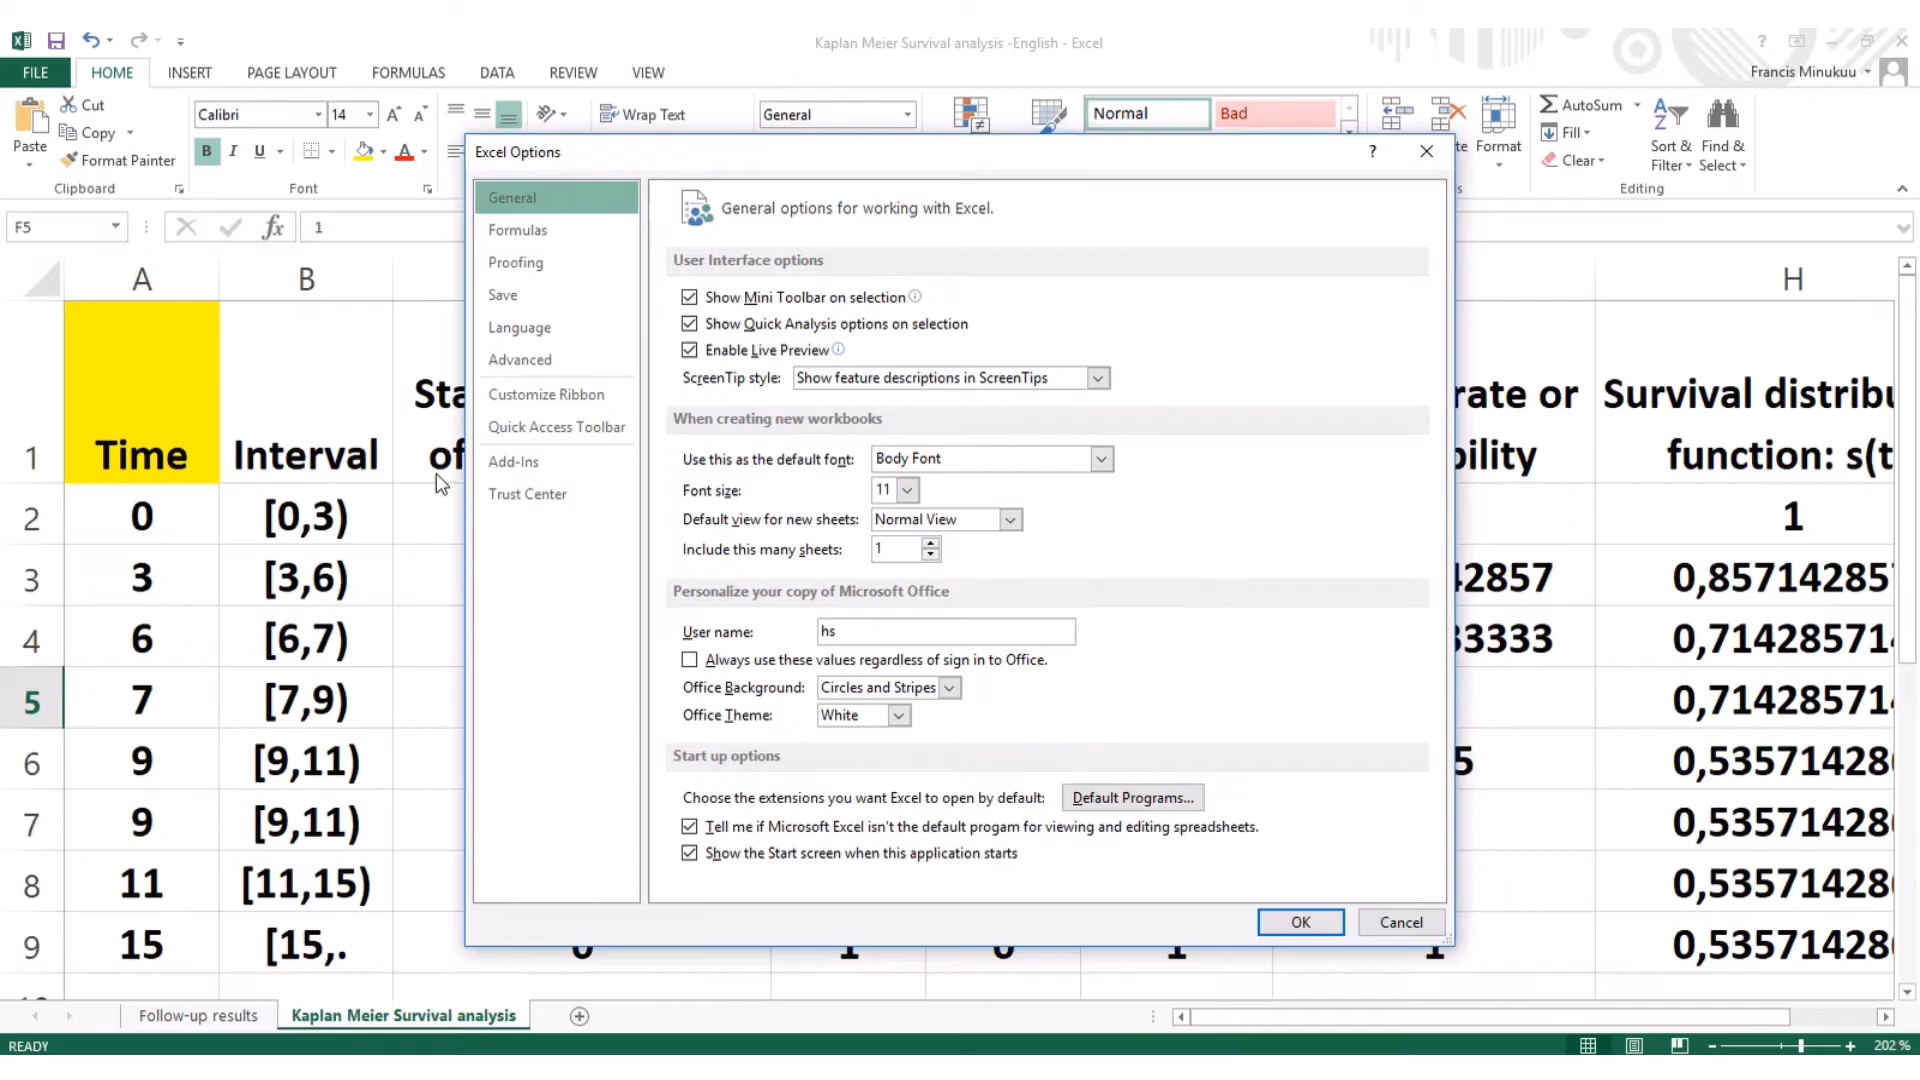 Kaplan Meier Survival analysis -English - Excel
?
FILE HOME INSERT PAGE LAYOUT FORMULAS DATA REVIEW VIEW
Francis Minukuu
Paste
Cut
Copy
Format Painter
Clipboard
Calibri 14
B I U A
Font
Wrap Text
General
Normal Bad
Format
AutoSum
Fill
Clear
Sort & Filter
Find & Select
Editing
F5 fx 1
A B H
1 Time Interval
rate or
Survival distribu
function: s(t
2 0 [0,3) 1
3 3 [3,6) 42857 0,857142857
4 6 [6,7) 33333 0,71428571
5 7 [7,9) 0,71428571
6 9 [9,11) 5 0,53571428
7 9 [9,11) 0,53571428
8 11 [11,15) 0,53571428
9 15 [15,. 0 1 0 1 1 0,53571428
Excel Options ?
General
Formulas
Proofing
Save
Language
Advanced
Customize Ribbon
Quick Access Toolbar
Add-Ins
Trust Center
General options for working with Excel.
User Interface options
Show Mini Toolbar on selection
Show Quick Analysis options on selection
Enable Live Preview
ScreenTip style: Show feature descriptions in ScreenTips
When creating new workbooks
Use this as the default font: Body Font
Font size: 11
Default view for new sheets: Normal View
Include this many sheets: 1
Personalize your copy of Microsoft Office
User name: hs
Always use these values regardless of sign in to Office.
Office Background: Circles and Stripes
Office Theme: White
Start up options
Choose the extensions you want Excel to open by default: Default Programs...
Tell me if Microsoft Excel isn't the default progam for viewing and editing spreadsheets.
Show the Start screen when this application starts
OK Cancel
Follow-up results Kaplan Meier Survival analysis
READY
202 %